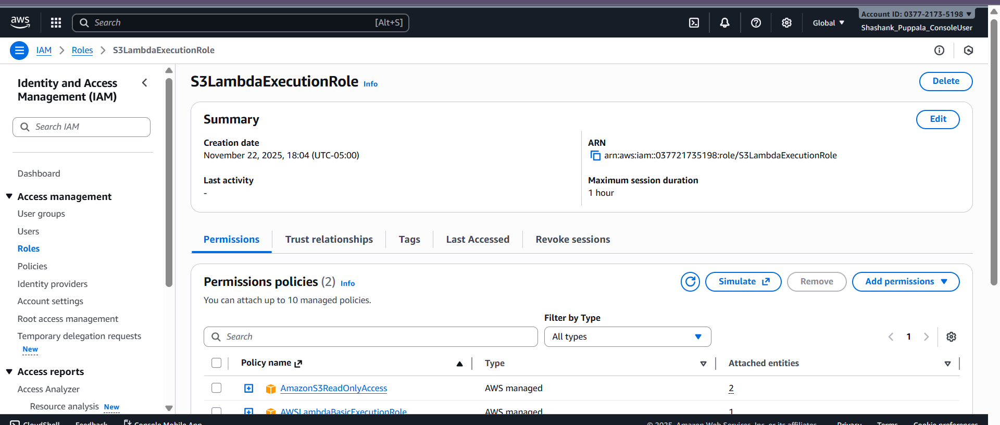 aws
Search [Alt+S]
Global
Account ID: 0377-2173-5198
Shashank_Puppala_ConsoleUser
IAM > Roles > S3LambdaExecutionRole
Identity and Access Management (IAM)
Search IAM
Dashboard
Access management
User groups
Users
Roles
Policies
Identity providers
Account settings
Root access management
Temporary delegation requests
New
Access reports
Access Analyzer
Resource analysis New
S3LambdaExecutionRole Info
Delete
Summary
Edit
Creation date
November 22, 2025, 18:04 (UTC-05:00)
ARN
arn:aws:iam::037721735198:role/S3LambdaExecutionRole
Last activity
-
Maximum session duration
1 hour
Permissions
Trust relationships
Tags
Last Accessed
Revoke sessions
Permissions policies (2) Info
Simulate
Remove
Add permissions
You can attach up to 10 managed policies.
Filter by Type
Search
All types
1
Policy name
Type
Attached entities
AmazonS3ReadOnlyAccess AWS managed 2
AWSLambdaBasicExecutionRole AWS managed 1
CloudShell Feedback Console Mobile App
© 2025, Amazon Web Services, Inc. or its affiliates. Privacy Terms Cookie preferences